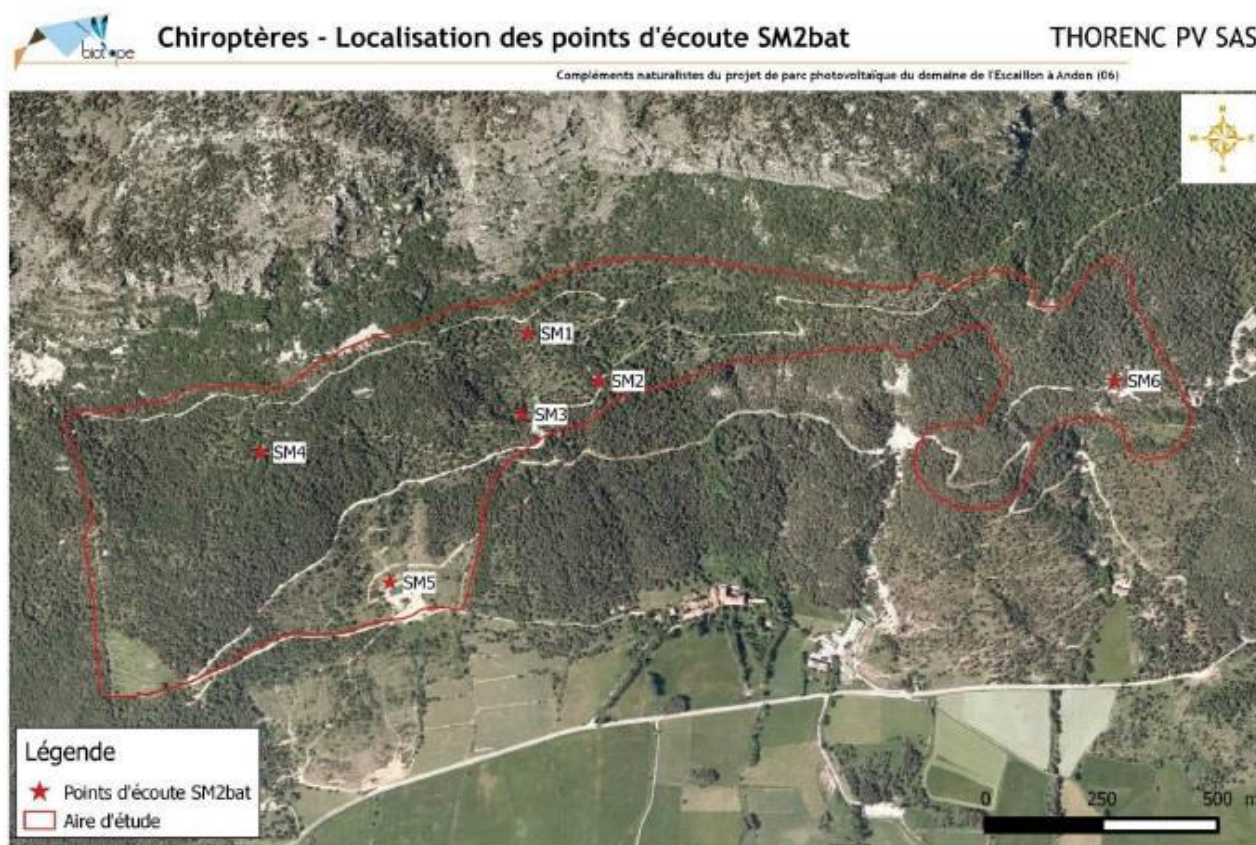 biotope
Chiroptères - Localisation des points d'écoute SM2bat
THORENC PV SAS
Compléments naturalistes du projet de parc photovoltaïque du domaine de l'Escaillon à Andon (06)
N
W E
S
SM1
SM2
SM3
SM4
SM5
SM6
Légende
Points d'écoute SM2bat
Aire d'étude
0 250 500 m